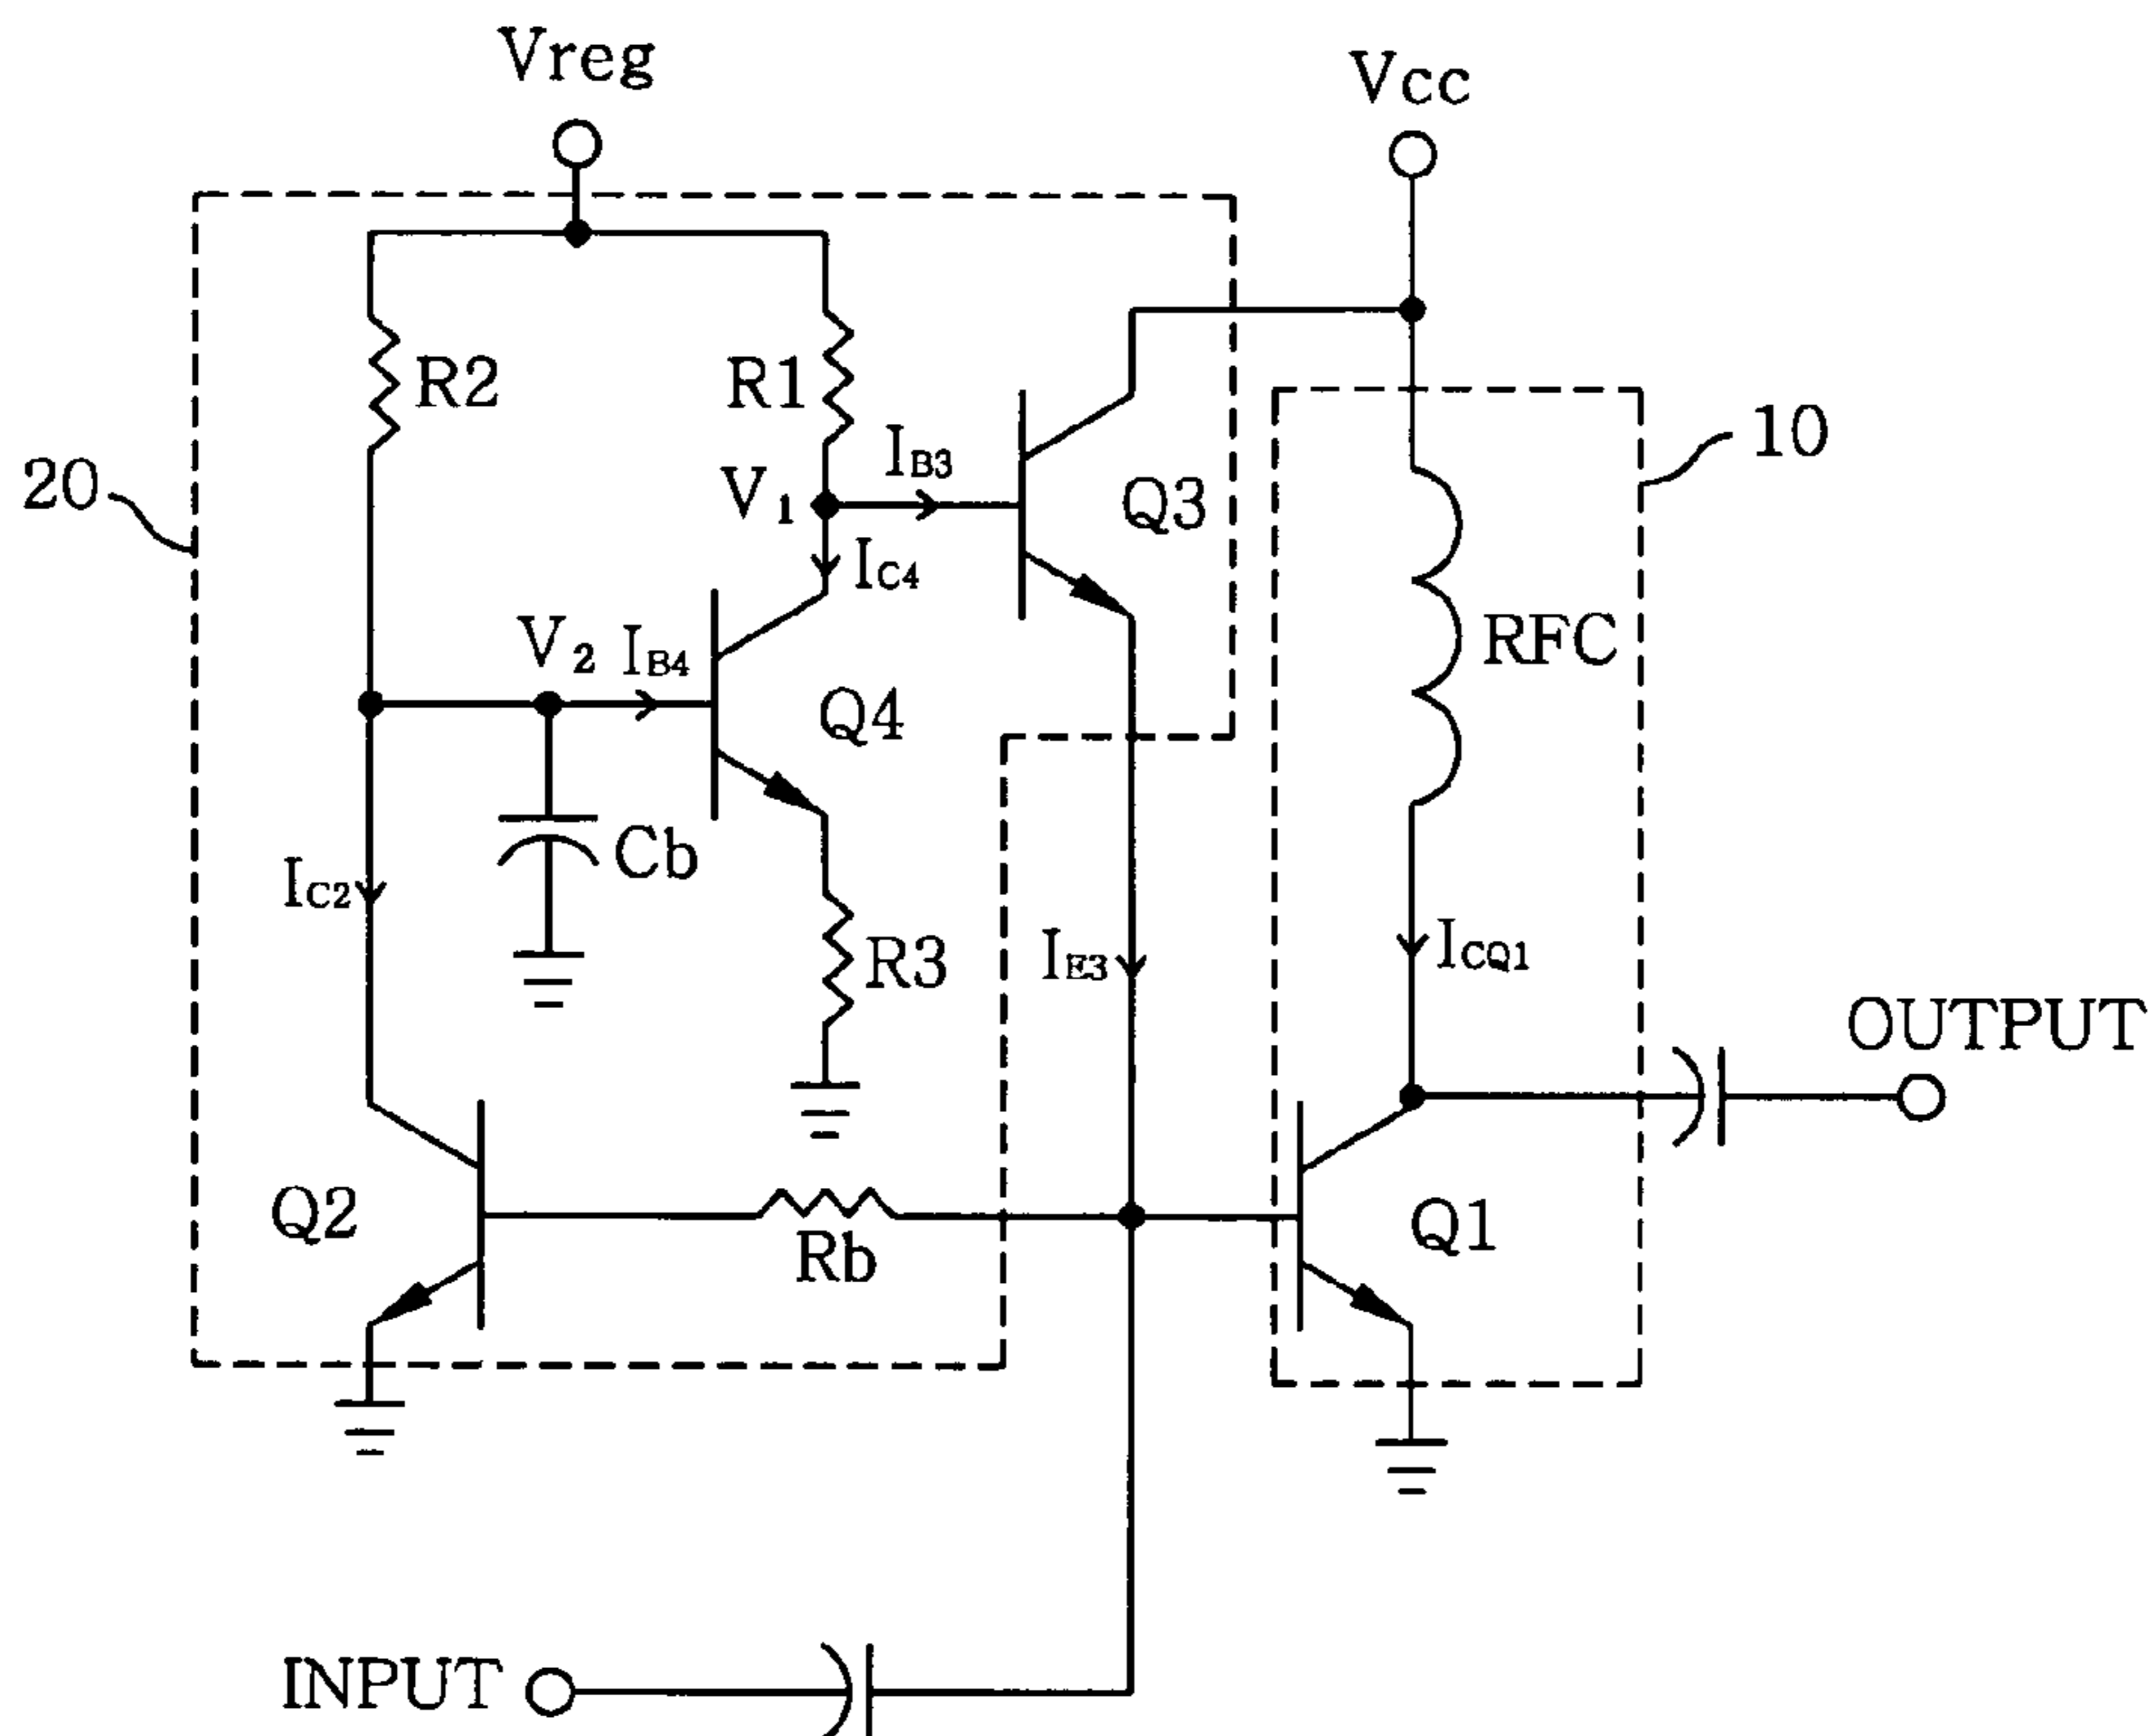 Vreg
Vcc
R2
R1
10
20
IB3
V1
Q3
IC4
V2
IB4
RFC
Q4
Cb
IC2
R3
IE3
ICQ1
OUTPUT
Q2
Rb
Q1
INPUT